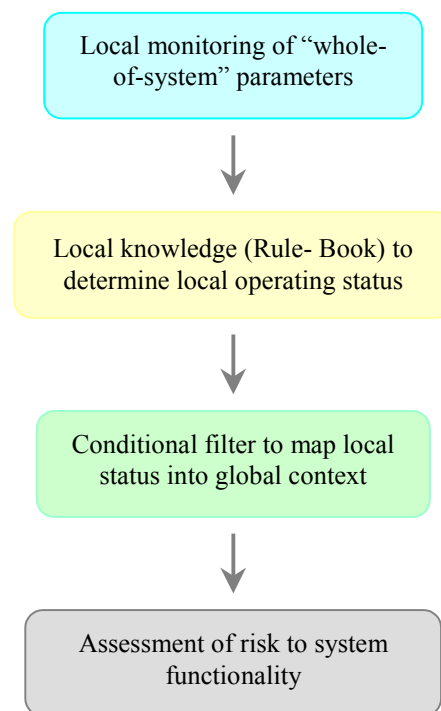 Local monitoring of “whole-
of-system” parameters
Local knowledge (Rule- Book) to
determine local operating status
Conditional filter to map local
status into global context
Assessment of risk to system
functionality